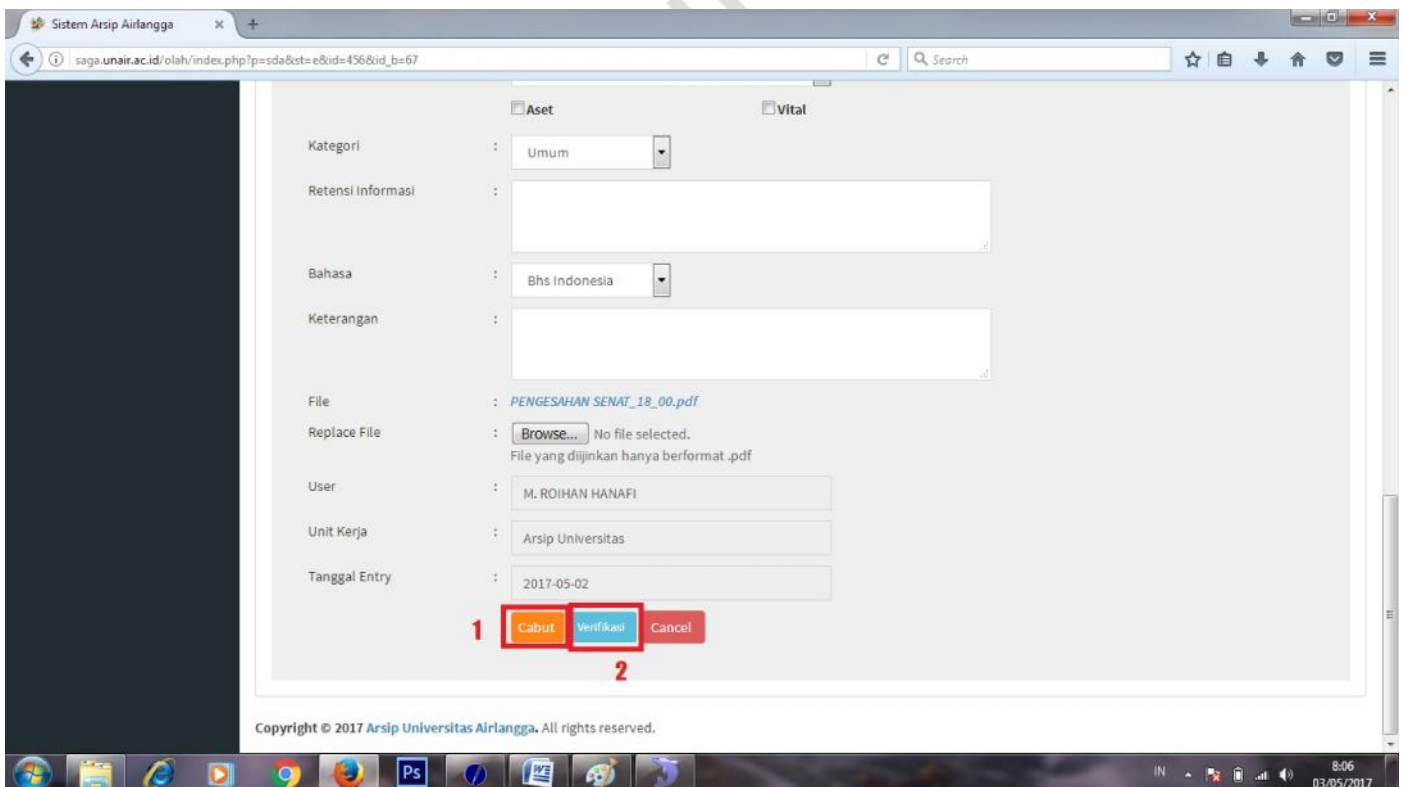 Sistem Arsip Airlangga
saga.unair.ac.id/olah/index.php?p=sda&st=e&id=456&id_b=67
Search
Aset Vital
Kategori : Umum
Retensi Informasi :
Bahasa : Bhs Indonesia
Keterangan :
File : PENGESAHAN SENAT_18_00.pdf
Replace File : Browse... No file selected.
File yang diijinkan hanya berformat .pdf
User : M. ROIHAN HANAFI
Unit Kerja : Arsip Universitas
Tanggal Entry : 2017-05-02
1 Cabut Verifikasi Cancel
2
Copyright © 2017 Arsip Universitas Airlangga. All rights reserved.
Ps
IN 8:06
03/05/2017